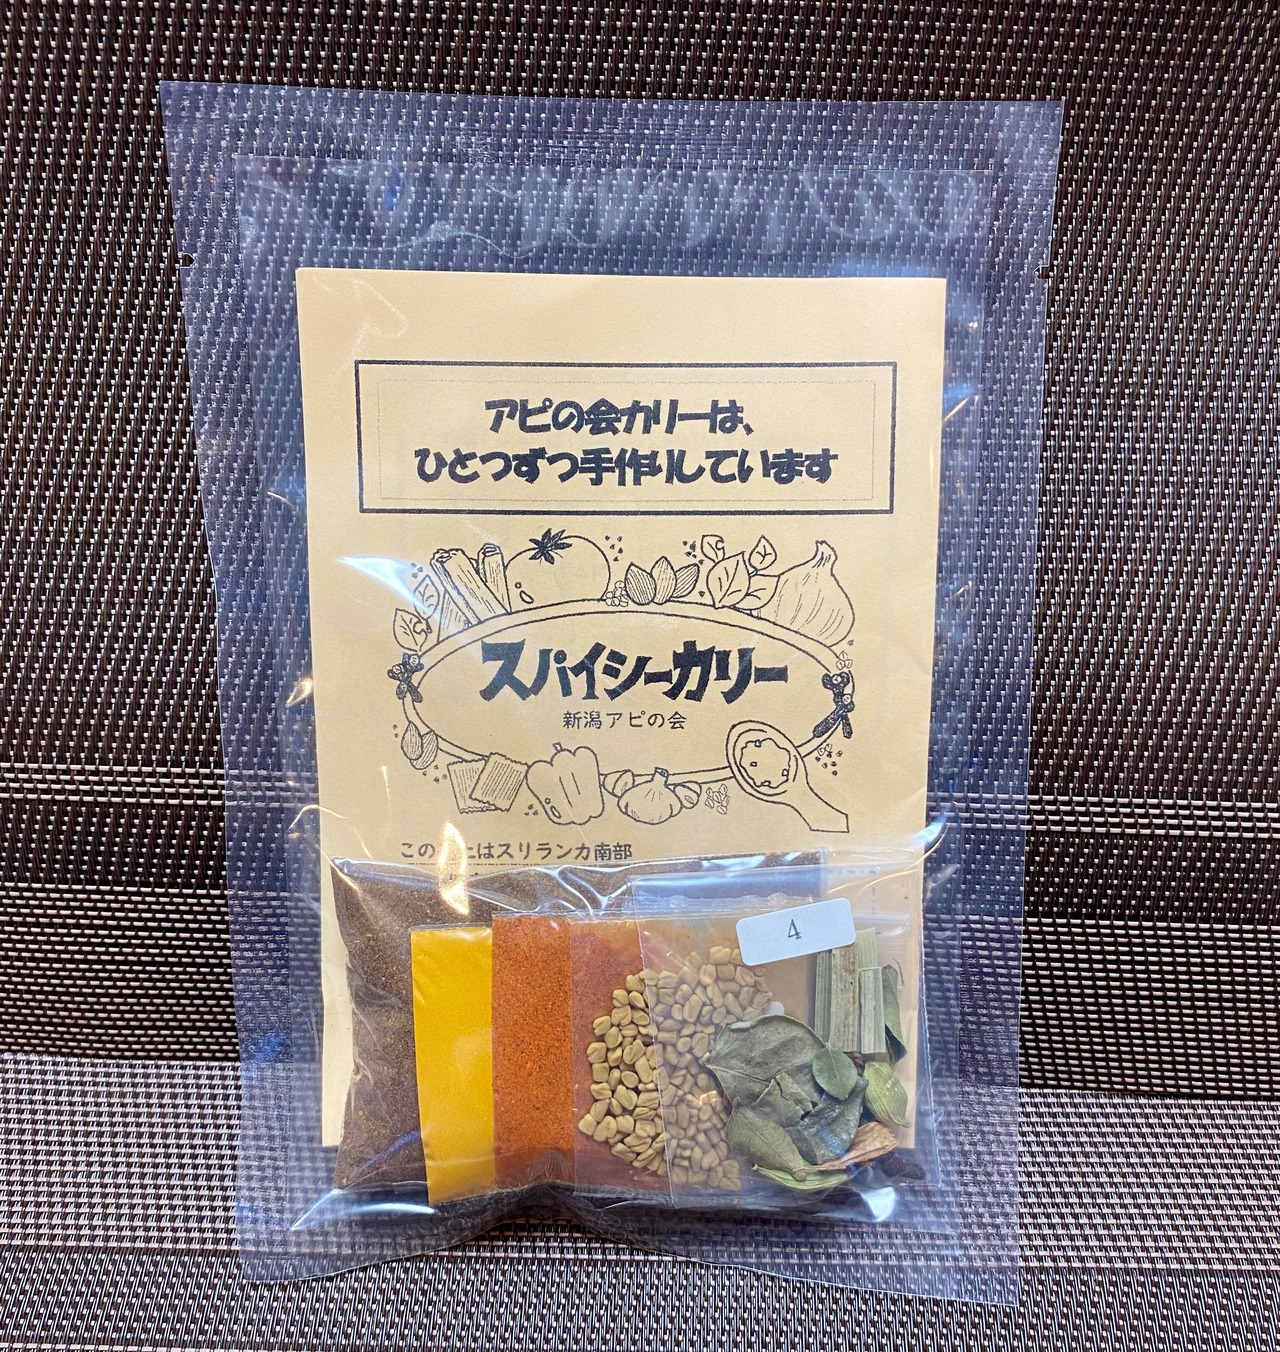 アピの会カリーは、
ひとつずつ手作りしています
スパイシーカリー
新潟アピの会
この
はスリランカ南部
4